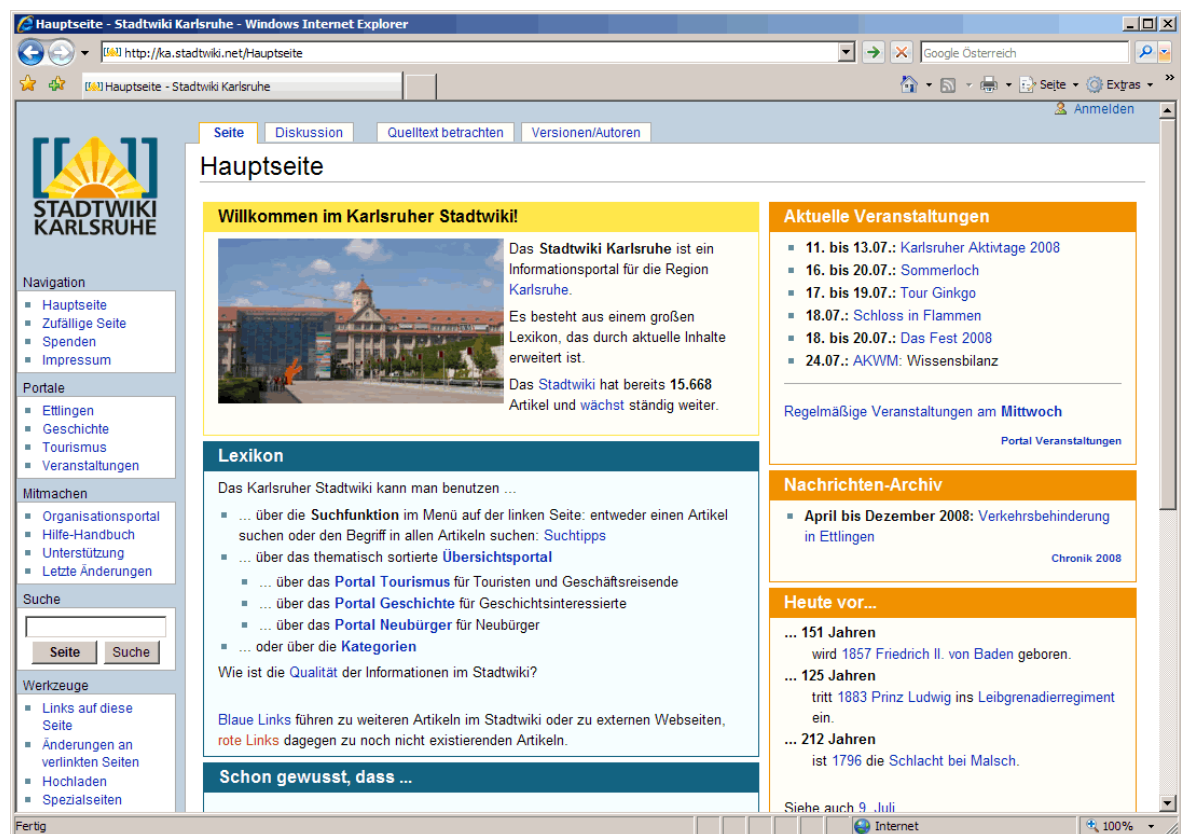 Hauptseite - Stadtwiki Karlsruhe - Windows Internet Explorer
http://ka.stadtwiki.net/Hauptseite
Google Österreich
Hauptseite - Stadtwiki Karlsruhe
Seite
Extras
Anmelden
Seite
Diskussion
Quelltext betrachten
Versionen/Autoren
Hauptseite
[[ ]]
STADTWIKI
KARLSRUHE
Navigation
Hauptseite
Zufällige Seite
Spenden
Impressum
Portale
Ettlingen
Geschichte
Tourismus
Veranstaltungen
Mitmachen
Organisationsportal
Hilfe-Handbuch
Unterstützung
Letzte Änderungen
Suche
Seite
Suche
Werkzeuge
Links auf diese
Seite
Änderungen an
verlinkten Seiten
Hochladen
Spezialseiten
Willkommen im Karlsruher Stadtwiki!
Das Stadtwiki Karlsruhe ist ein
Informationsportal für die Region
Karlsruhe.
Es besteht aus einem großen
Lexikon, das durch aktuelle Inhalte
erweitert ist.
Das Stadtwiki hat bereits 15.668
Artikel und wächst ständig weiter.
Lexikon
Das Karlsruher Stadtwiki kann man benutzen ...
... über die Suchfunktion im Menü auf der linken Seite: entweder einen Artikel
suchen oder den Begriff in allen Artikeln suchen: Suchtipps
... über das thematisch sortierte Übersichtsportal
... über das Portal Tourismus für Touristen und Geschäftsreisende
... über das Portal Geschichte für Geschichtsinteressierte
... über das Portal Neubürger für Neubürger
... oder über die Kategorien
Wie ist die Qualität der Informationen im Stadtwiki?
Blaue Links führen zu weiteren Artikeln im Stadtwiki oder zu externen Webseiten,
rote Links dagegen zu noch nicht existierenden Artikeln.
Schon gewusst, dass ...
Aktuelle Veranstaltungen
11. bis 13.07.: Karlsruher Aktivtage 2008
16. bis 20.07.: Sommerloch
17. bis 19.07.: Tour Ginkgo
18.07.: Schloss in Flammen
18. bis 20.07.: Das Fest 2008
24.07.: AKWM: Wissensbilanz
Regelmäßige Veranstaltungen am Mittwoch
Portal Veranstaltungen
Nachrichten-Archiv
April bis Dezember 2008: Verkehrsbehinderung
in Ettlingen
Chronik 2008
Heute vor...
... 151 Jahren
wird 1857 Friedrich II. von Baden geboren.
... 125 Jahren
tritt 1883 Prinz Ludwig ins Leibgrenadierregiment
ein.
... 212 Jahren
ist 1796 die Schlacht bei Malsch.
Siehe auch 9. Juli
Fertig
Internet
100%